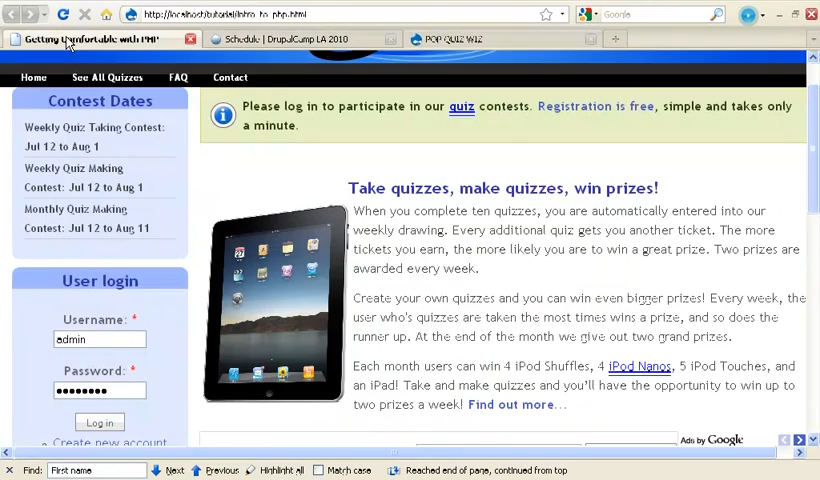 http://localhost/tutorial/intro_to_php.html
Google
Getting Comfortable with PHP
Schedule | DrupalCamp LA 2010
POP QUIZ WIZ
Home
See All Quizzes
FAQ
Contact
Contest Dates
Weekly Quiz Taking Contest:
Jul 12 to Aug 1
Weekly Quiz Making
Contest: Jul 12 to Aug 1
Monthly Quiz Making
Contest: Jul 12 to Aug 11
User login
Username: *
admin
Password: *
Log in
Create new account
Please log in to participate in our quiz contests. Registration is free, simple and takes only
a minute.
Take quizzes, make quizzes, win prizes!
When you complete ten quizzes, you are automatically entered into our
weekly drawing. Every additional quiz gets you another ticket. The more
tickets you earn, the more likely you are to win a great prize. Two prizes are
awarded every week.
Create your own quizzes and you can win even bigger prizes! Every week, the
user who's quizzes are taken the most times wins a prize, and so does the
runner up. At the end of the month we give out two grand prizes.
Each month users can win 4 iPod Shuffles, 4 iPod Nanos, 5 iPod Touches, and
an iPad! Take and make quizzes and you'll have the opportunity to win up to
two prizes a week! Find out more...
Ads by Google
Find: First name
Next
Previous
Highlight all
Match case
Reached end of page, continued from top